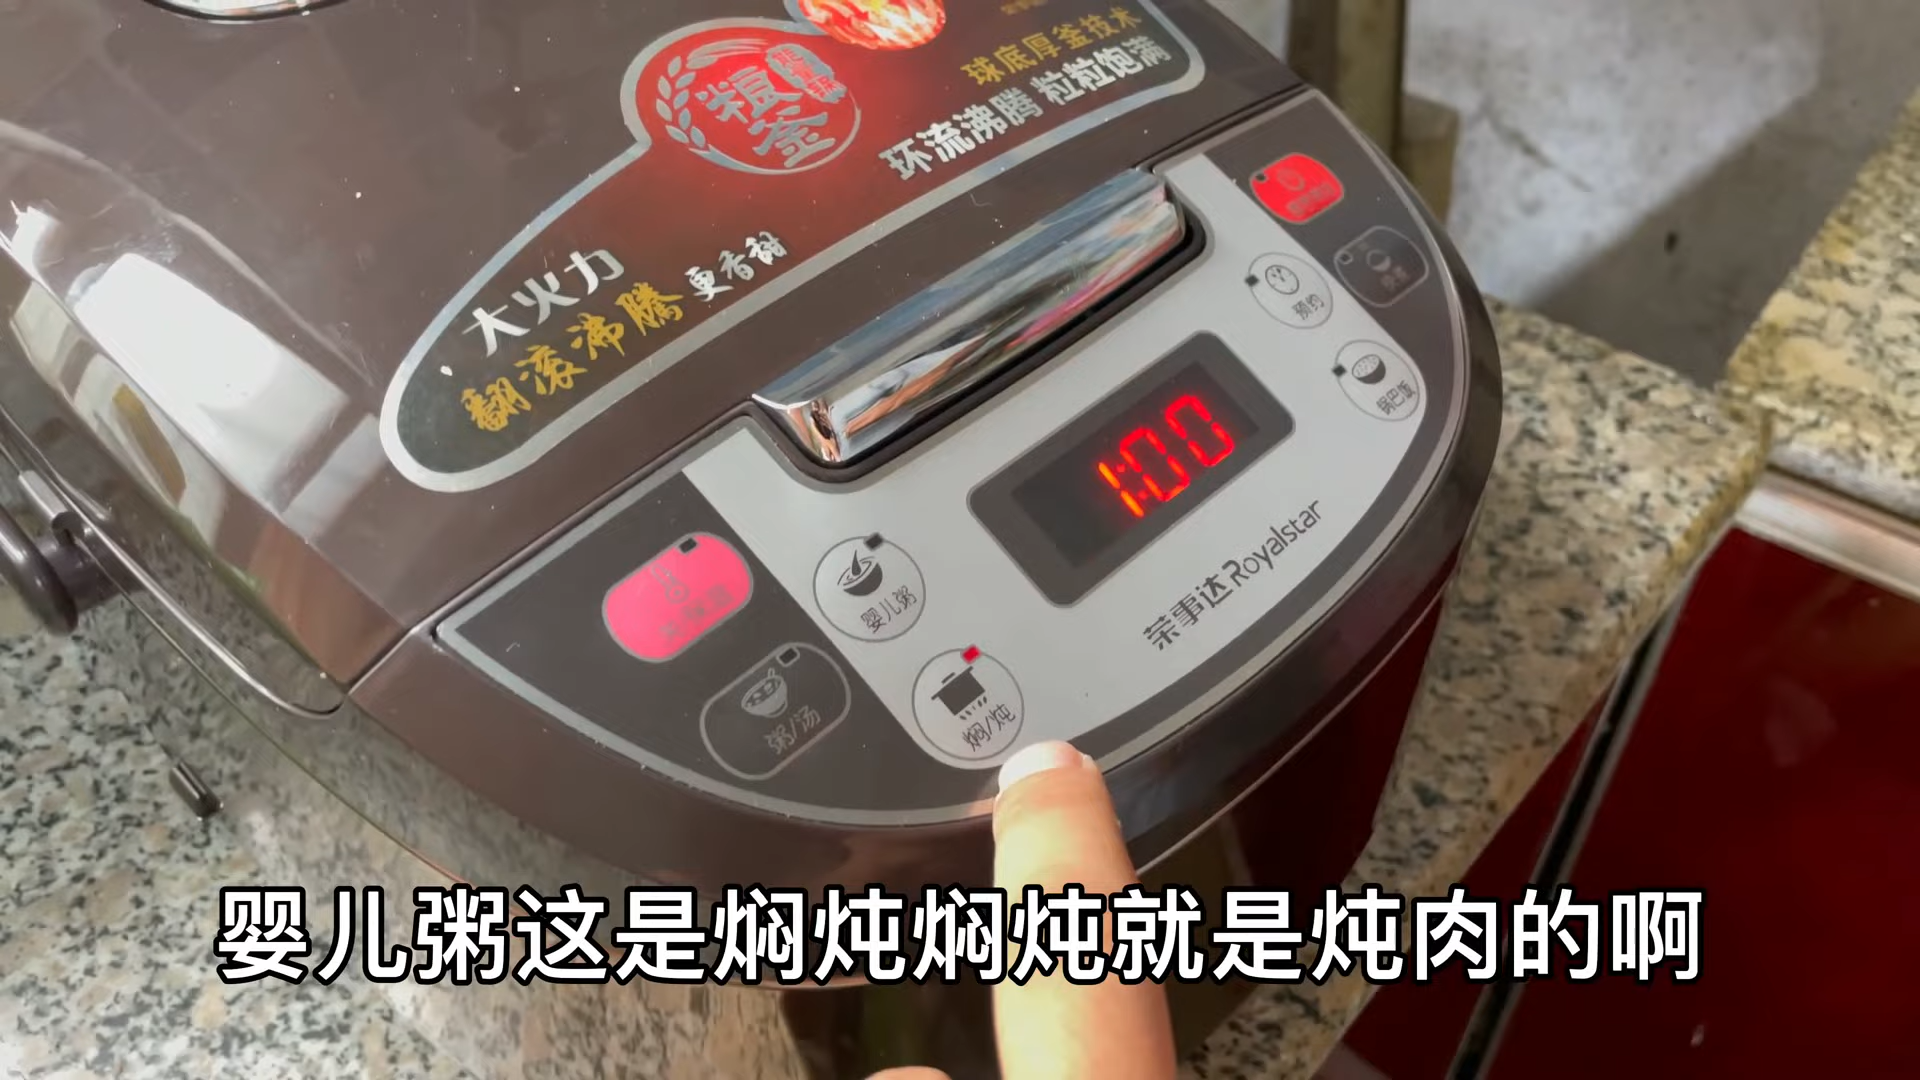 球底厚釜技术
环流沸腾 粒粒饱满
粗
釜
大火力
翻滚沸腾 更香甜
预约
锅巴饭
1:00
荣事达 Royalstar
婴儿粥
焖/炖
粥/汤
婴儿粥这是焖炖焖炖就是炖肉的啊